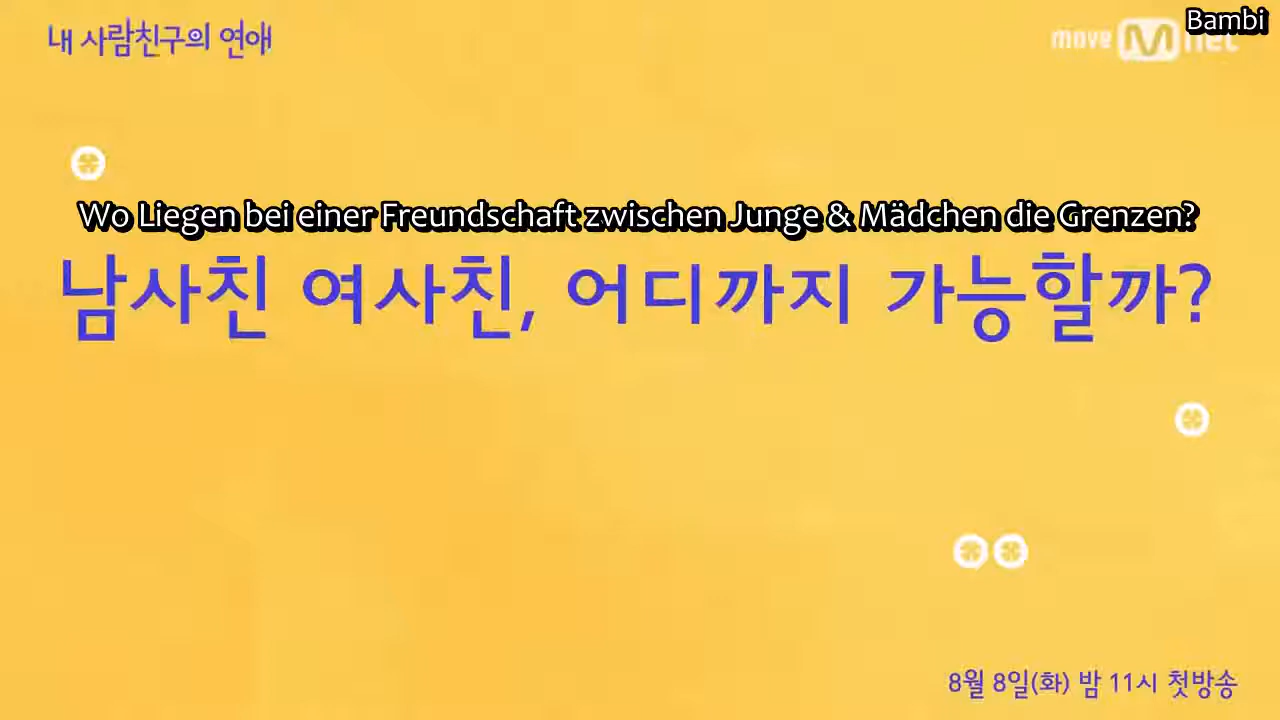 내 사람친구의 연애
move Mnet
Bambi
Wo Liegen bei einer Freundschaft zwischen Junge & Mädchen die Grenzen?
남사친 여사친, 어디까지 가능할까?
8월 8일(화) 밤 11시 첫방송